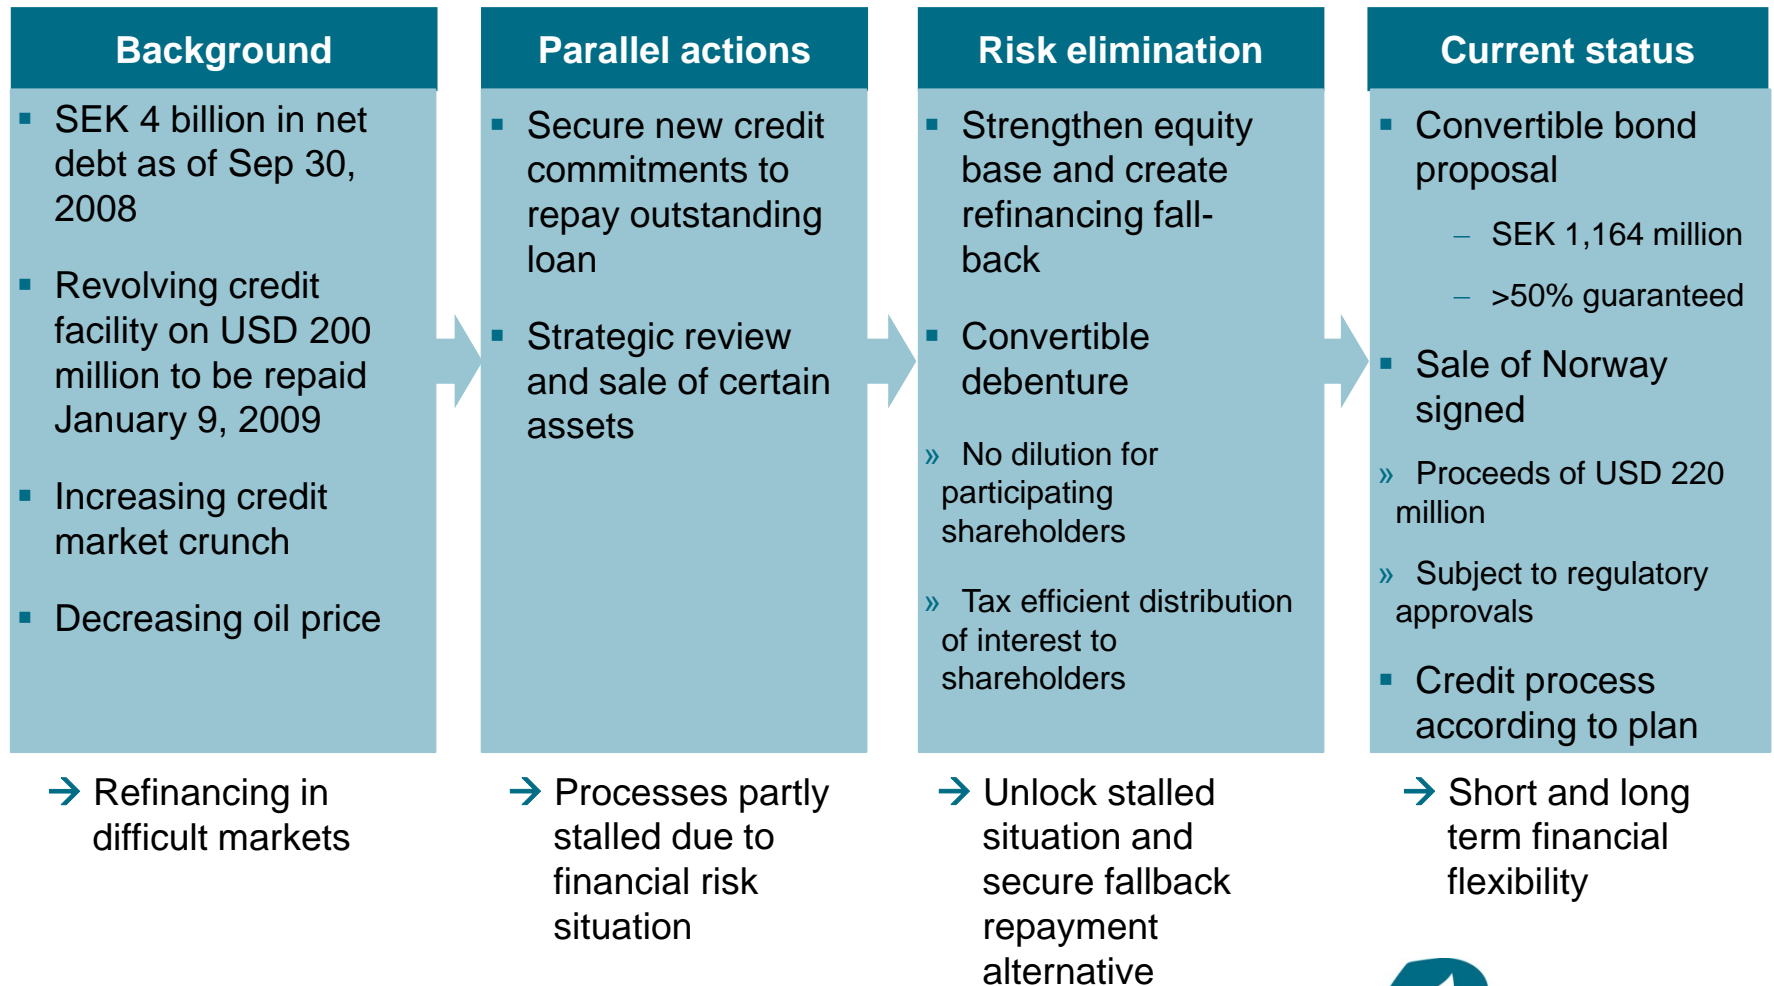 Background
▪ SEK 4 billion in net
debt as of Sep 30,
2008
▪ Revolving credit
facility on USD 200
million to be repaid
January 9, 2009
▪ Increasing credit
market crunch
▪ Decreasing oil price
→ Refinancing in
difficult markets
Parallel actions
▪ Secure new credit
commitments to
repay outstanding
loan
▪ Strategic review
and sale of certain
assets
→ Processes partly
stalled due to
financial risk
situation
Risk elimination
▪ Strengthen equity
base and create
refinancing fall-
back
▪ Convertible
debenture
» No dilution for
participating
shareholders
» Tax efficient distribution
of interest to
shareholders
→ Unlock stalled
situation and
secure fallback
repayment
alternative
Current status
▪ Convertible bond
proposal
– SEK 1,164 million
– >50% guaranteed
▪ Sale of Norway
signed
» Proceeds of USD 220
million
» Subject to regulatory
approvals
▪ Credit process
according to plan
→ Short and long
term financial
flexibility